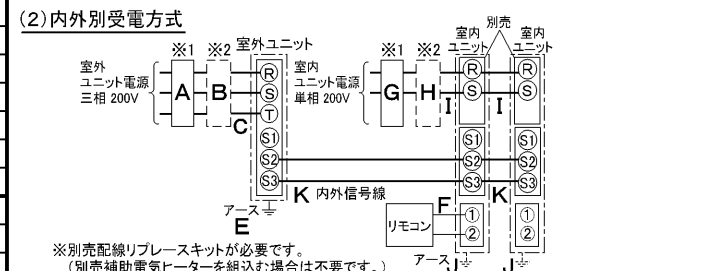 (2)内外別受電方式
別売
※1 ※2 室外ユニット ※1 ※2 室内ユニット 室内ユニット
室外ユニット電源 三相 200V
A B C
R
S
T
S1
S2
S3
室内ユニット電源 単相 200V
G H I I
R R
S S
S1 S1
S2 S2
S3 S3
K 内外信号線 K
アース
E
リモコン F
① ①
② ②
アース J J
※別売配線リプレースキットが必要です。
(別売補助電気ヒーターを組込む場合は不要です。)